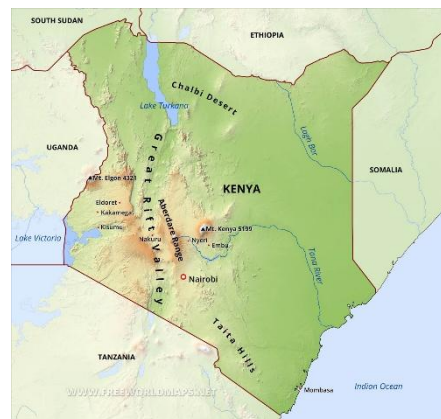 SOUTH SUDAN
ETHIOPIA
Chalbi Desert
Lake Turkana
Lagh Bor
UGANDA
SOMALIA
Great Rift Valley
Mt. Elgon 4321
KENYA
Eldoret
Kakamega
Aberdare Range
Mt. Kenya 5199
Lake Victoria
Kisumu
Nakuru
Nyeri
Embu
Tana River
Nairobi
Taita Hills
TANZANIA
WWW.FREEWORLDMAPS.NET
Mombasa
Indian Ocean